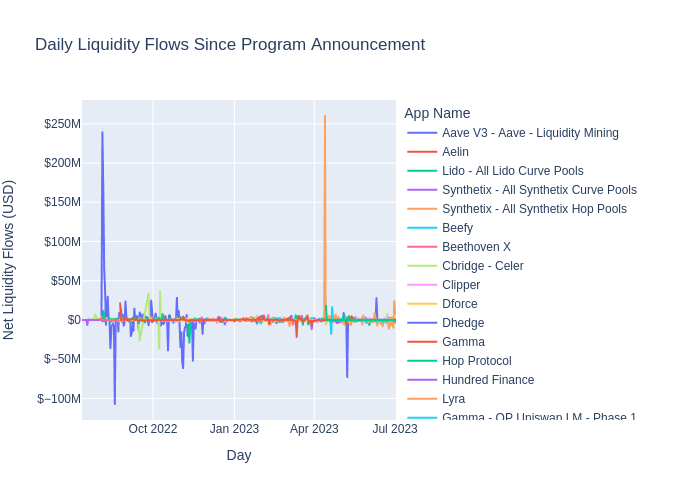 Daily Liquidity Flows Since Program Announcement
App Name
Aave V3 - Aave - Liquidity Mining
Aelin
Lido - All Lido Curve Pools
Synthetix - All Synthetix Curve Pools
Synthetix - All Synthetix Hop Pools
Beefy
Beethoven X
Cbridge - Celer
Clipper
Dforce
Dhedge
Gamma
Hop Protocol
Hundred Finance
Lyra
Gamma - OP Uniswap LM - Phase 1
Net Liquidity Flows (USD)
$250M
$200M
$150M
$100M
$50M
$0
$−50M
$−100M
Oct 2022
Jan 2023
Apr 2023
Jul 2023
Day